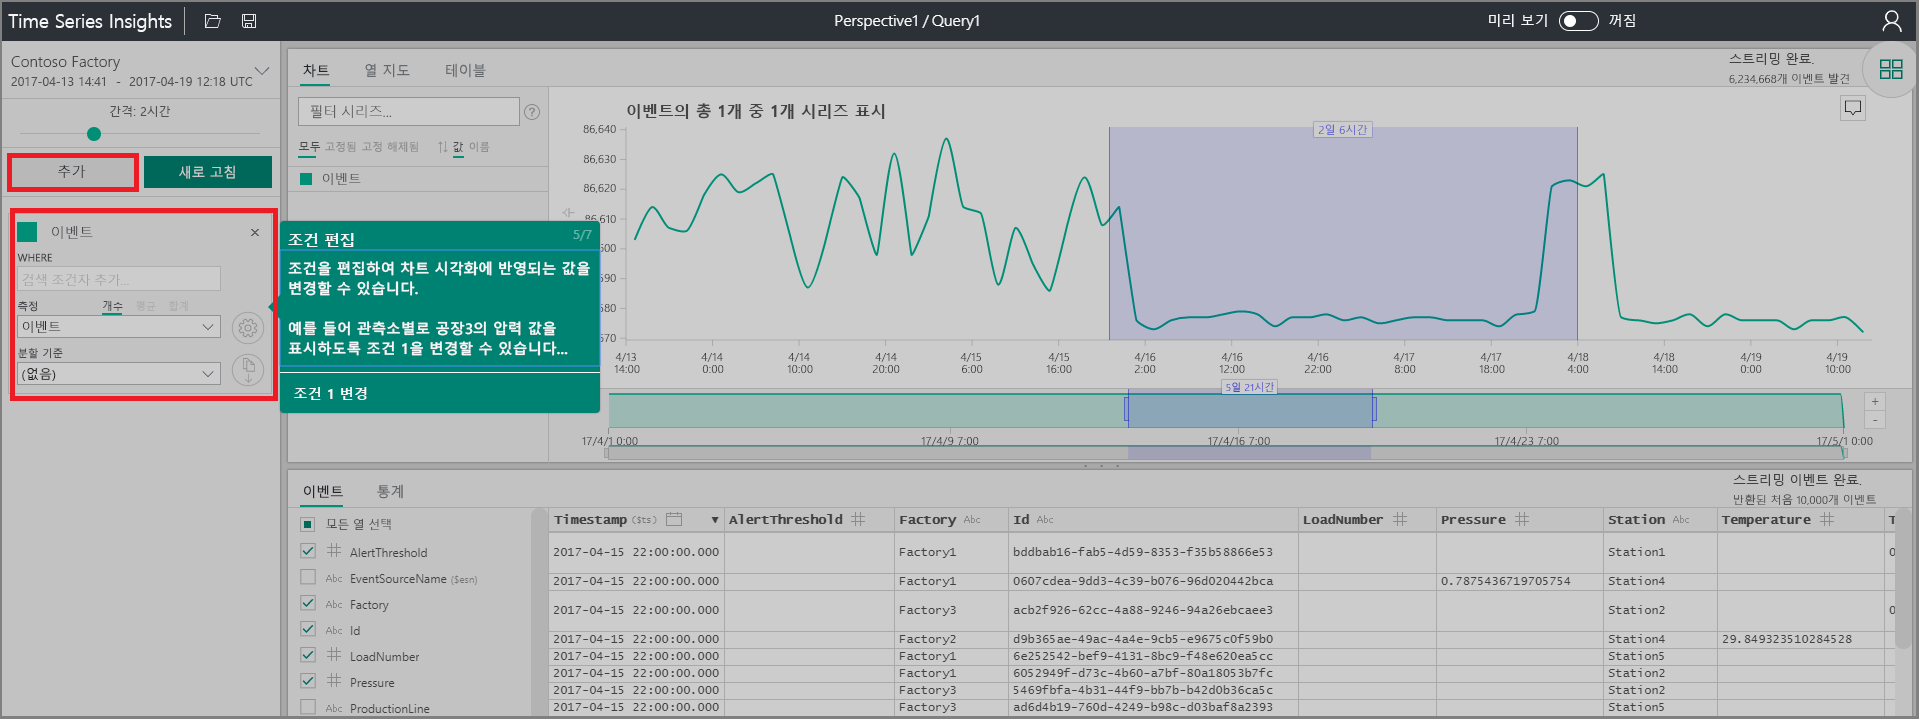 Time Series Insights
Perspective1 / Query1
미리 보기 꺼짐
Contoso Factory
2017-04-13 14:41 - 2017-04-19 12:18 UTC
간격: 2시간
추가 새로 고침
이벤트
WHERE
검색 조건자 추가...
측정 개수 평균 합계
이벤트
분할 기준
(없음)
조건 편집 5/7
조건을 편집하여 차트 시각화에 반영되는 값을
변경할 수 있습니다.
예를 들어 관측소별로 공장3의 압력 값을
표시하도록 조건 1을 변경할 수 있습니다...
조건 1 변경
차트 열 지도 테이블
스트리밍 완료.
6,234,668개 이벤트 발견
필터 시리즈...
모두 고정됨 고정 해제됨 값 이름
이벤트
이벤트의 총 1개 중 1개 시리즈 표시
86,640
86,630
86,620
86,610
600
590
580
570
2일 6시간
4/13 4/14 4/14 4/14 4/15 4/15 4/16 4/16 4/16 4/17 4/17 4/18 4/18 4/19 4/19
14:00 0:00 10:00 20:00 6:00 16:00 2:00 12:00 22:00 8:00 18:00 4:00 14:00 0:00 10:00
5일 21시간
+
-
17/4/1 0:00 17/4/9 7:00 17/4/16 7:00 17/4/23 7:00 17/5/1 0:00
이벤트 통계
스트리밍 이벤트 완료.
반환된 처음 10,000개 이벤트
모든 열 선택
AlertThreshold
Abc EventSourceName ($esn)
Abc Factory
Abc Id
LoadNumber
Pressure
Abc ProductionLine
Timestamp ($ts) AlertThreshold Factory Abc Id Abc LoadNumber Pressure Station Abc Temperature T
2017-04-15 22:00:00.000 Factory1 bddbab16-fab5-4d59-8353-f35b58866e53 Station1 0
2017-04-15 22:00:00.000 Factory1 0607cdea-9dd3-4c39-b076-96d020442bca 0.7875436719705754 Station4
2017-04-15 22:00:00.000 Factory3 acb2f926-62cc-4a88-9246-94a26ebcaee3 Station2 0
2017-04-15 22:00:00.000 Factory2 d9b365ae-49ac-4a4e-9cb5-e9675c0f59b0 Station4 29.849323510284528
2017-04-15 22:00:00.000 Factory1 6e252542-bef9-4131-8bc9-f48e620ea5cc Station5
2017-04-15 22:00:00.000 Factory1 6052949f-d73c-4b60-a7bf-80a18053b7fc Station2
2017-04-15 22:00:00.000 Factory3 5469fbfa-4b31-44f9-bb7b-b42d0b36ca5c Station2
2017-04-15 22:00:00.000 Factory3 ad6d4b19-760d-4249-b98c-d03baf8a2393 Station5